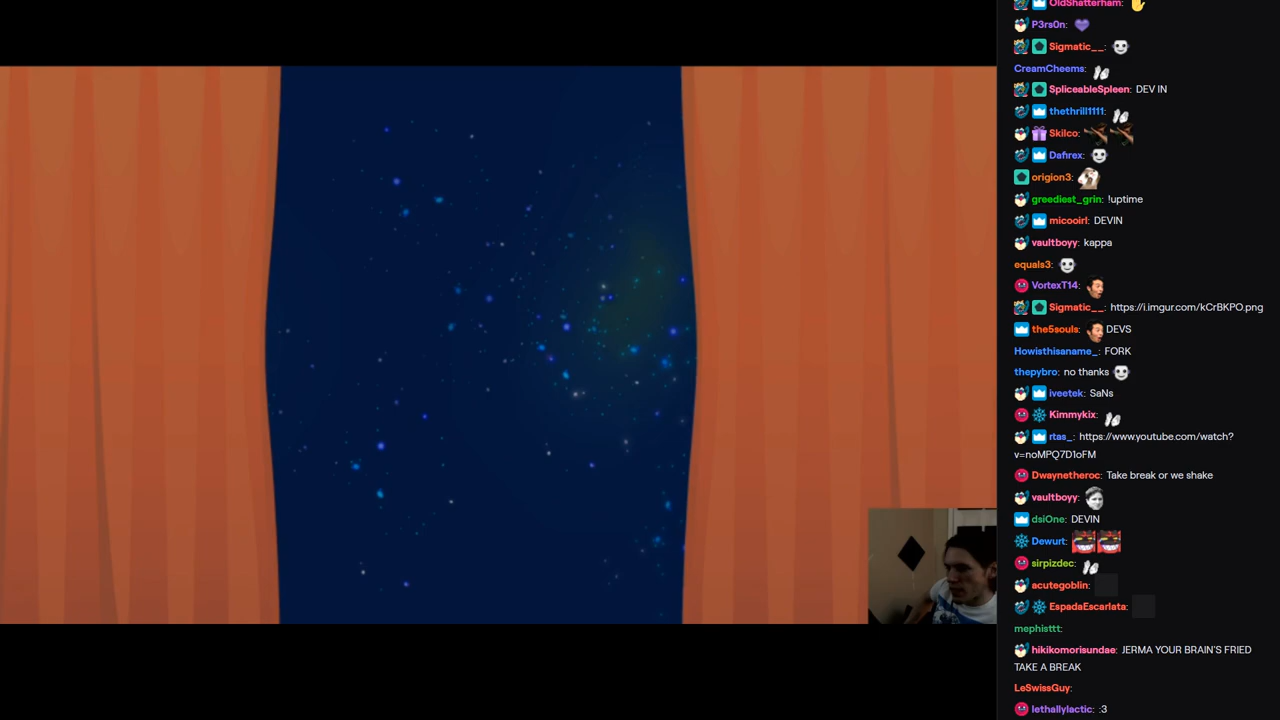 OldShatterham:
P3rs0n:
Sigmatic__:
CreamCheems:
SpliceableSpleen: DEV IN
thethrill1111:
Skilco:
Dafirex:
origion3:
greediest_grin: !uptime
micooirl: DEVIN
vaultboyy: kappa
equals3:
VortexT14:
Sigmatic__: https://i.imgur.com/kCrBKPO.png
the5souls: DEVS
Howisthisaname_: FORK
thepybro: no thanks
iveetek: SaNs
Kimmykix:
rtas_: https://www.youtube.com/watch?
v=noMPQ7D1oFM
Dwaynetheroc: Take break or we shake
vaultboyy:
dsiOne: DEVIN
Dewurt:
sirpizdec:
acutegoblin:
EspadaEscarlata:
mephisttt:
hikikomorisundae: JERMA YOUR BRAIN'S FRIED
TAKE A BREAK
LeSwissGuy:
lethallylactic: :3